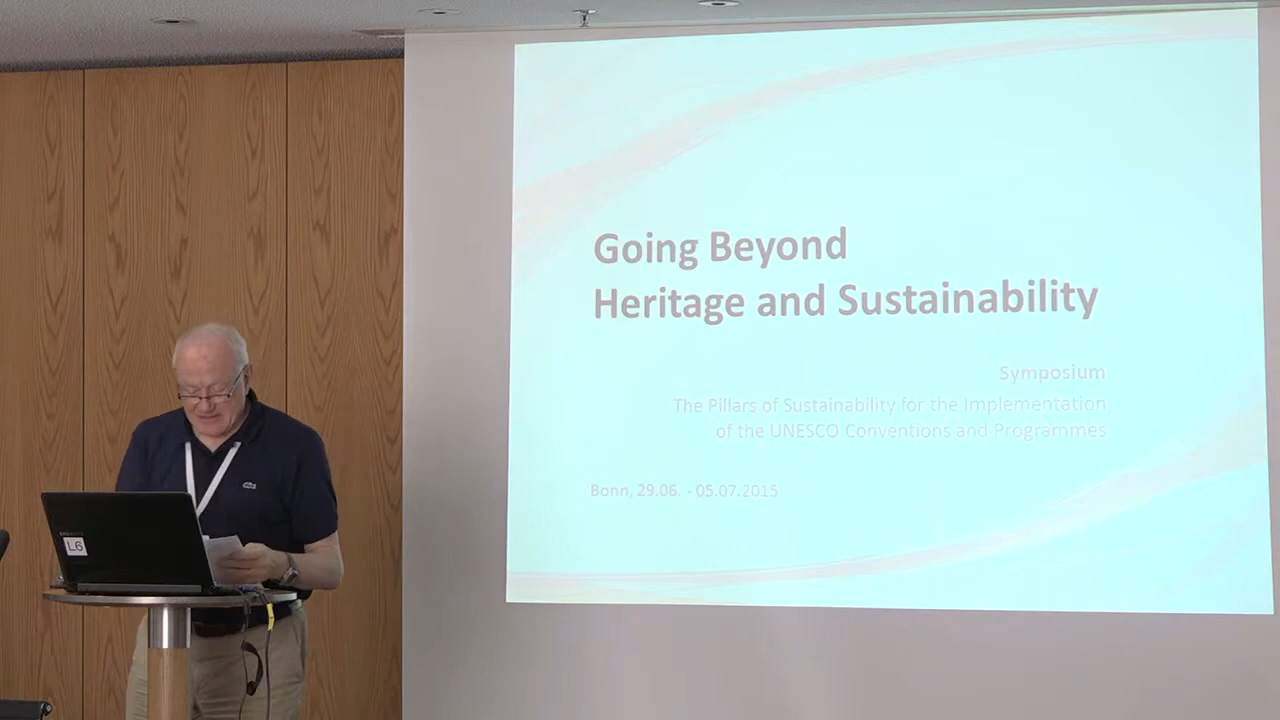 Going Beyond
Heritage and Sustainability
Symposium
The Pillars of Sustainability for the Implementation
of the UNESCO Conventions and Programmes
Bonn, 29.06. - 05.07.2015
L6